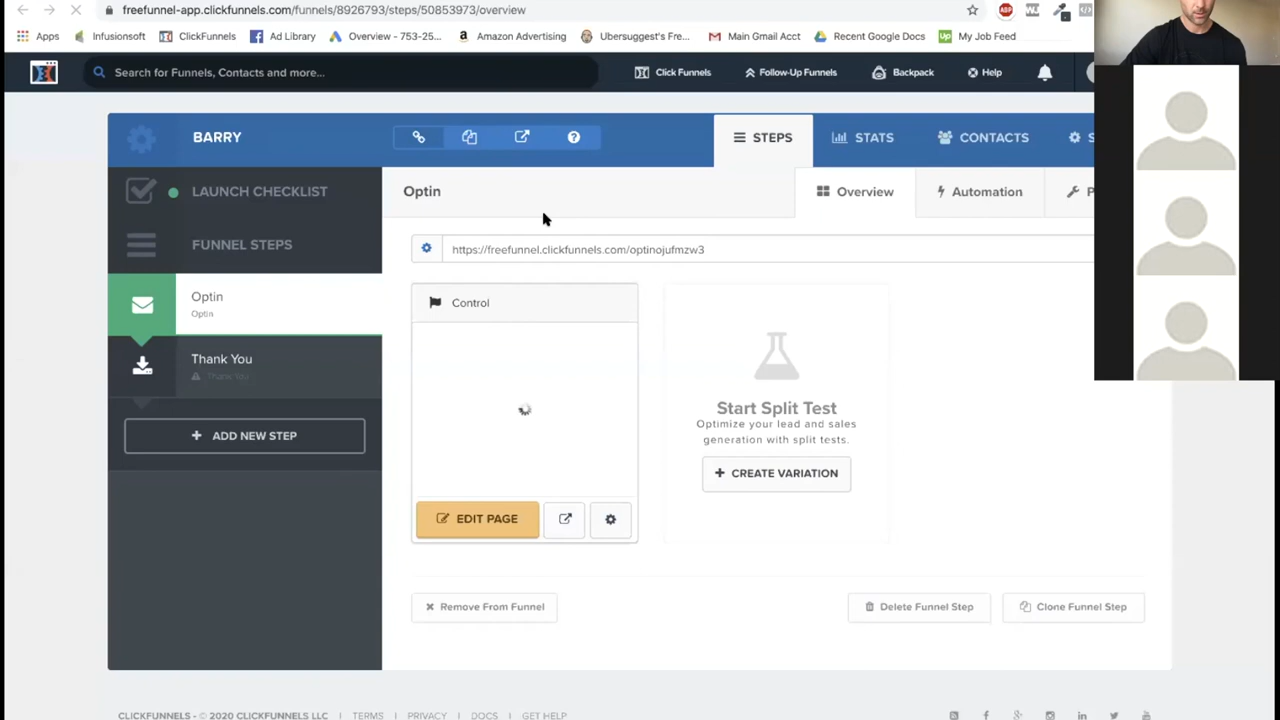 freefunnel-app.clickfunnels.com/funnels/8926793/steps/50853973/overview
ABP
Apps
Infusionsoft
ClickFunnels
Ad Library
Overview - 753-25...
Amazon Advertising
Ubersuggest's Fre...
Main Gmail Acct
Recent Google Docs
Up
My Job Feed
Search for Funnels, Contacts and more...
Click Funnels
Follow-Up Funnels
Backpack
Help
BARRY
STEPS
STATS
CONTACTS
S
LAUNCH CHECKLIST
Optin
Overview
Automation
P
FUNNEL STEPS
https://freefunnel.clickfunnels.com/optinojufmzw3
Optin
Optin
Control
Thank You
Thank You
Start Split Test
Optimize your lead and sales
generation with split tests.
ADD NEW STEP
CREATE VARIATION
EDIT PAGE
Remove From Funnel
Delete Funnel Step
Clone Funnel Step
CLICKFUNNELS - © 2020 CLICKFUNNELS LLC | TERMS | PRIVACY | DOCS | GET HELP